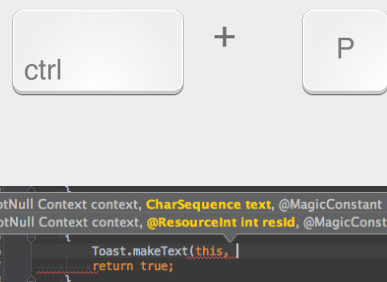 ctrl
+
P
otNull Context context, CharSequence text, @MagicConstant
otNull Context context, @ResourceInt int resId, @MagicConst
}
{
Toast.makeText(this,
return true;
}